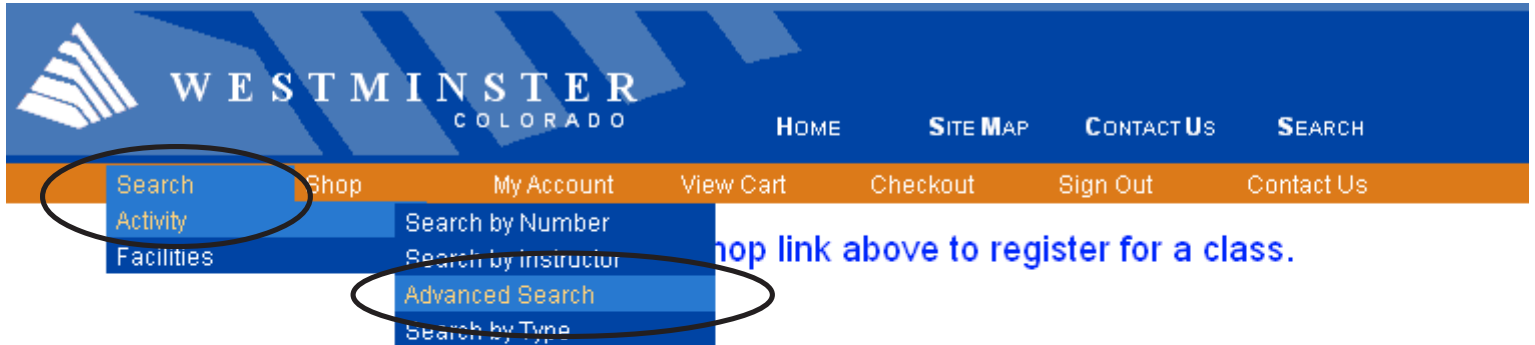 WESTMINSTER
COLORADO
HOME SITE MAP CONTACT US SEARCH
Search Shop My Account View Cart Checkout Sign Out Contact Us
Activity
Facilities
Search by Number
Search by Instructor
Advanced Search
Search by Type
hop link above to register for a class.